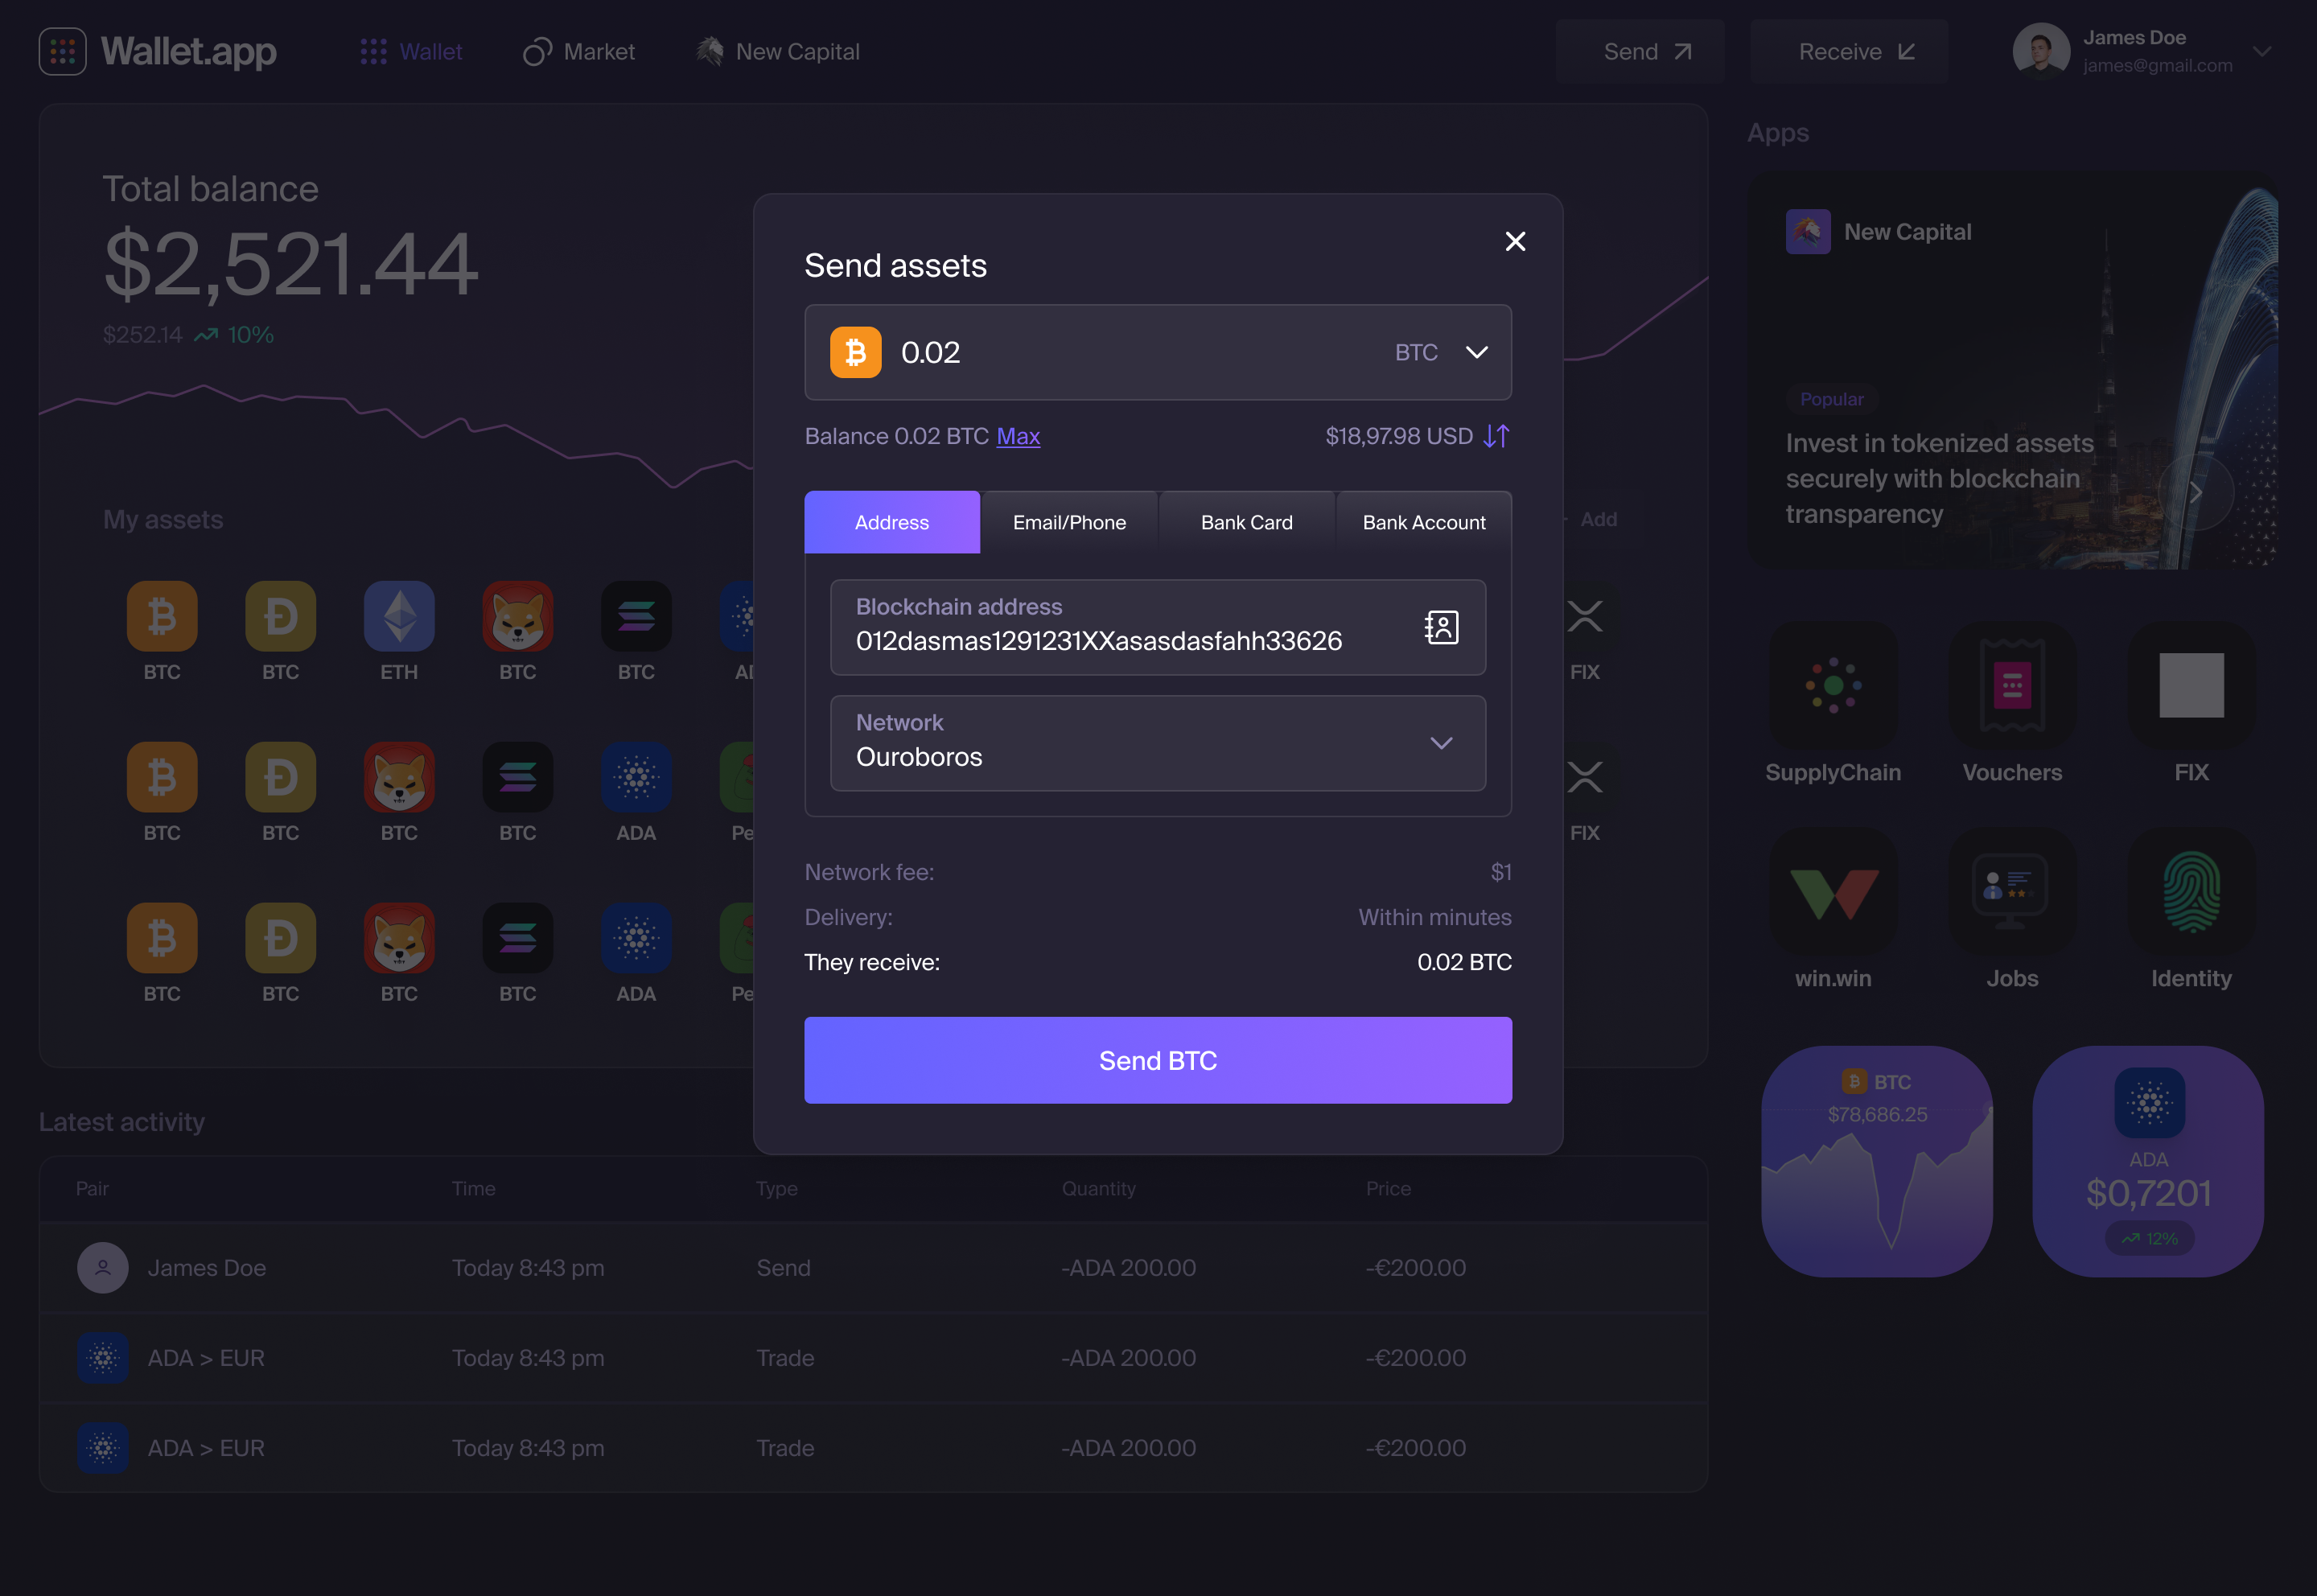 Wallet.app
Wallet
Market
New Capital
Send
Receive
James Doe
james@gmail.com
Total balance
$2,521.44
$252.14 10%
My assets
Add
BTC BTC ETH BTC BTC FIX
BTC BTC BTC BTC ADA FIX
BTC BTC BTC BTC ADA
Send assets
0.02 BTC
Balance 0.02 BTC Max
$18,97.98 USD
Address
Email/Phone
Bank Card
Bank Account
Blockchain address
012dasmas1291231XXasasdasfahh33626
Network
Ouroboros
Network fee: $1
Delivery: Within minutes
They receive: 0.02 BTC
Send BTC
Apps
New Capital
Popular
Invest in tokenized assets
securely with blockchain
transparency
SupplyChain Vouchers FIX
win.win Jobs Identity
BTC
$78,686.25
ADA
$0,7201
12%
Latest activity
Pair Time Type Quantity Price
James Doe Today 8:43 pm Send -ADA 200.00 -€200.00
ADA > EUR Today 8:43 pm Trade -ADA 200.00 -€200.00
ADA > EUR Today 8:43 pm Trade -ADA 200.00 -€200.00